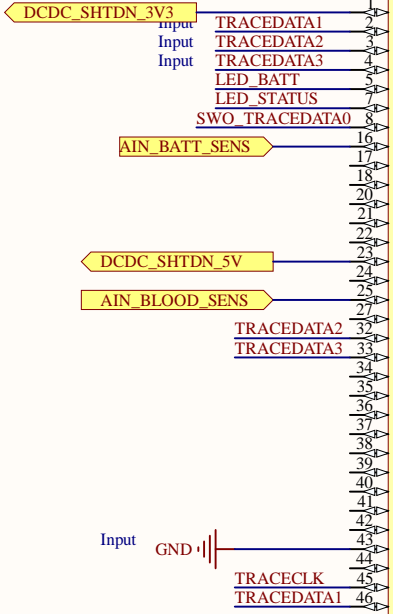 DCDC_SHTDN_3V3 1
Input TRACEDATA1 2
Input TRACEDATA2 3
Input TRACEDATA3 4
LED_BATT 5
LED_STATUS 7
SWO_TRACEDATA0 8
AIN_BATT_SENS 16
17
18
20
21
22
DCDC_SHTDN_5V 23
24
AIN_BLOOD_SENS 25
27
TRACEDATA2 32
TRACEDATA3 33
34
35
36
37
38
39
40
41
42
Input GND 43
44
TRACECLK 45
TRACEDATA1 46